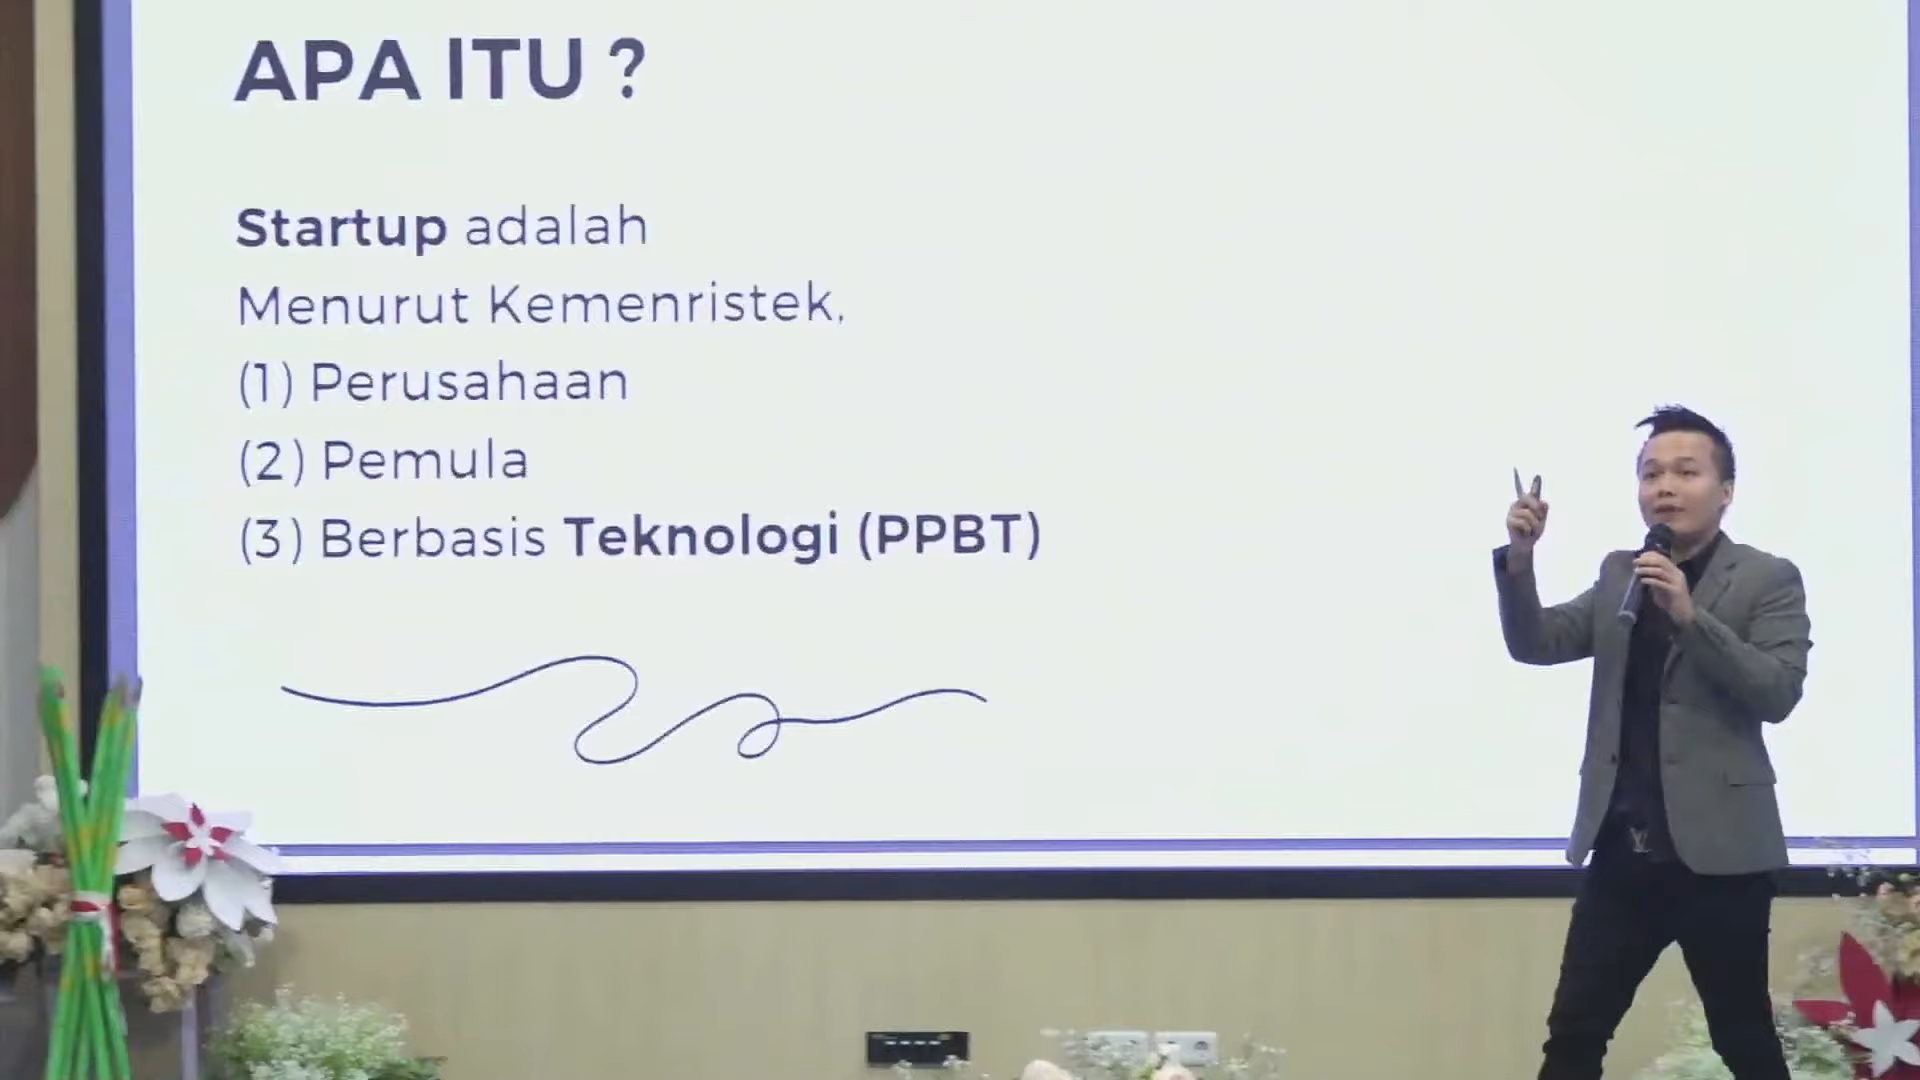 APA ITU ?
Startup adalah
Menurut Kemenristek,
(1) Perusahaan
(2) Pemula
(3) Berbasis Teknologi (PPBT)